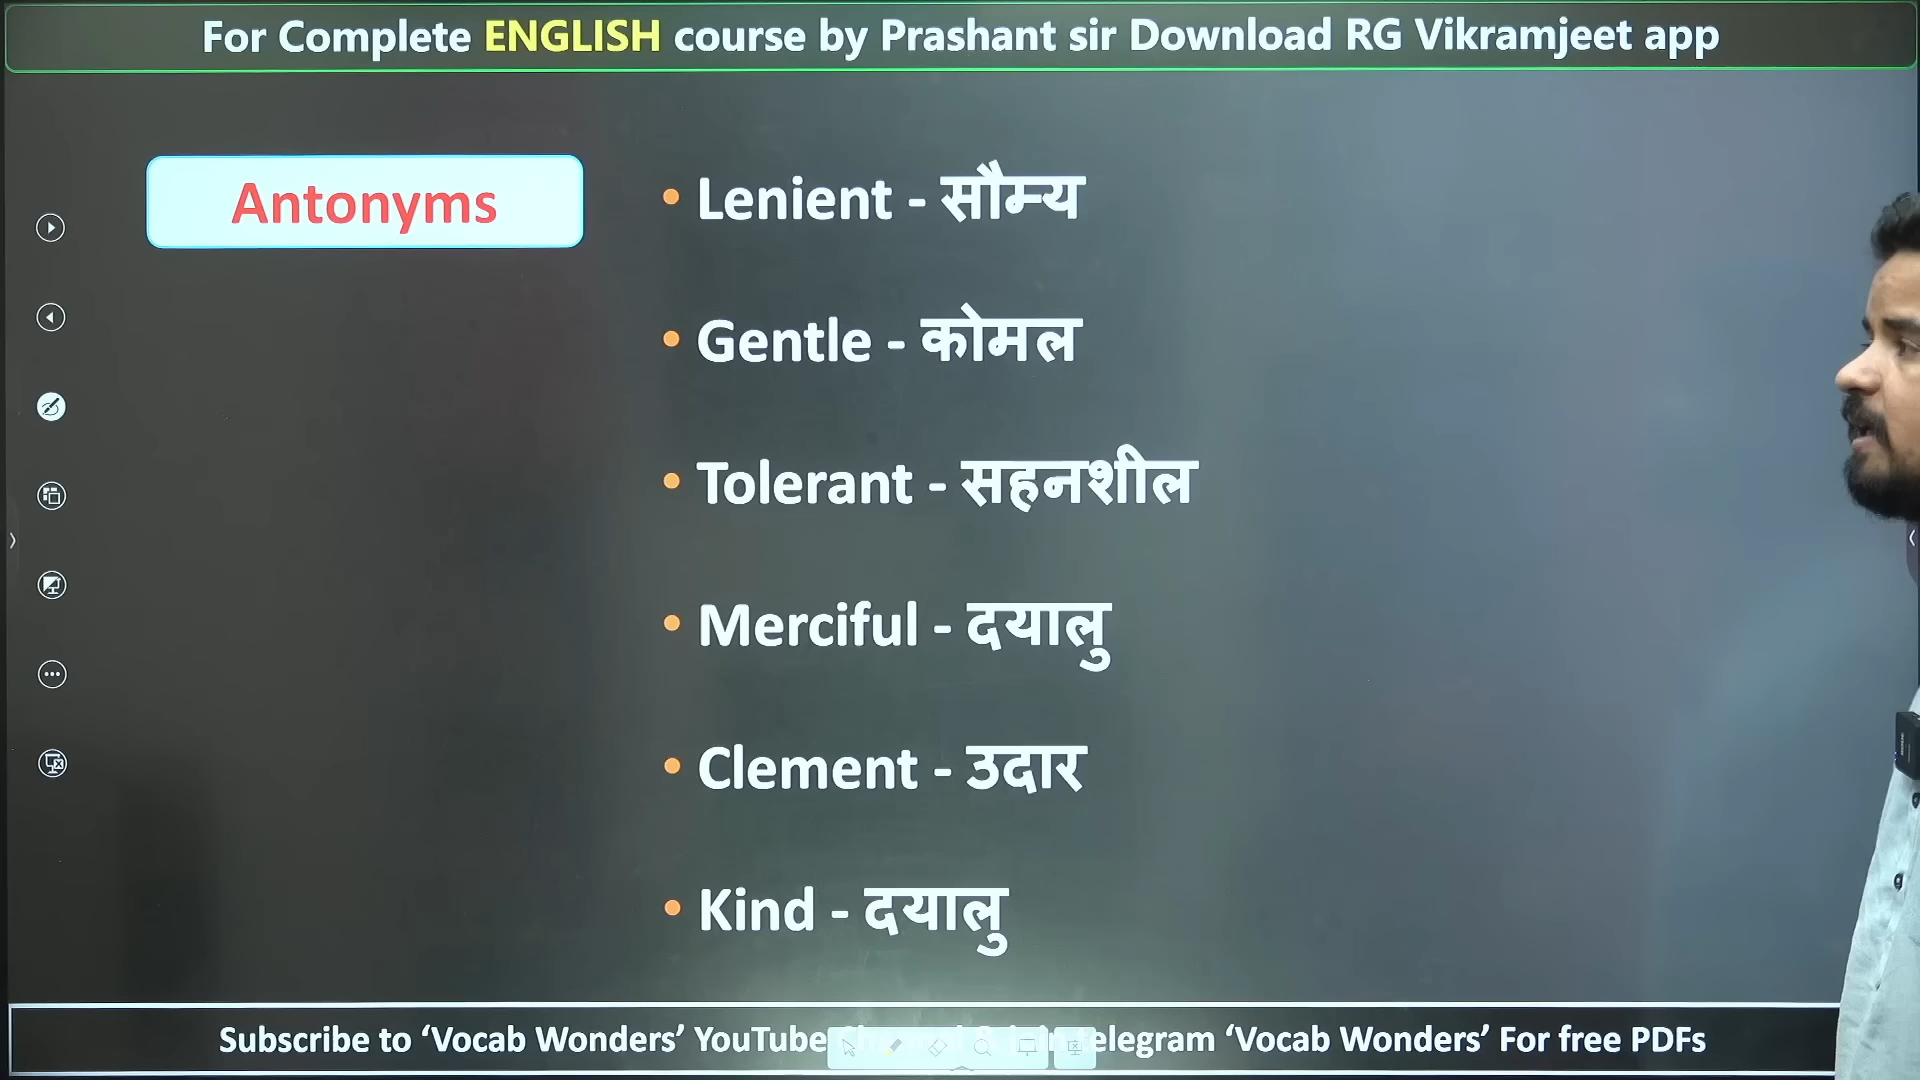 For Complete ENGLISH course by Prashant sir Download RG Vikramjeet app
Antonyms
• Lenient - सौम्य
• Gentle - कोमल
• Tolerant - सहनशील
• Merciful - दयालु
• Clement - उदार
• Kind - दयालु
Subscribe to ‘Vocab Wonders’ YouTube telegram ‘Vocab Wonders’ For free PDFs